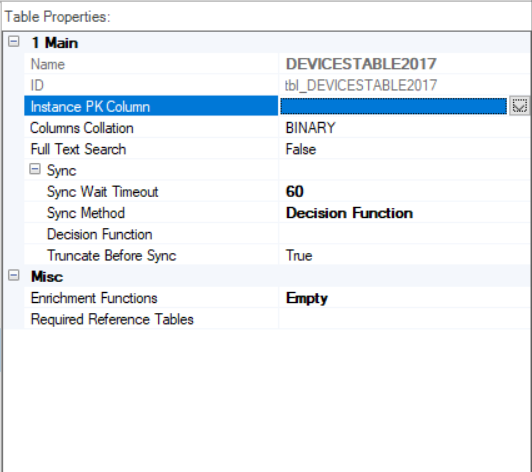 Table Properties:
1 Main
Name DEVICESTABLE2017
ID tbl_DEVICESTABLE2017
Instance PK Column
Columns Collation BINARY
Full Text Search False
Sync
Sync Wait Timeout 60
Sync Method Decision Function
Decision Function
Truncate Before Sync True
Misc
Enrichment Functions Empty
Required Reference Tables